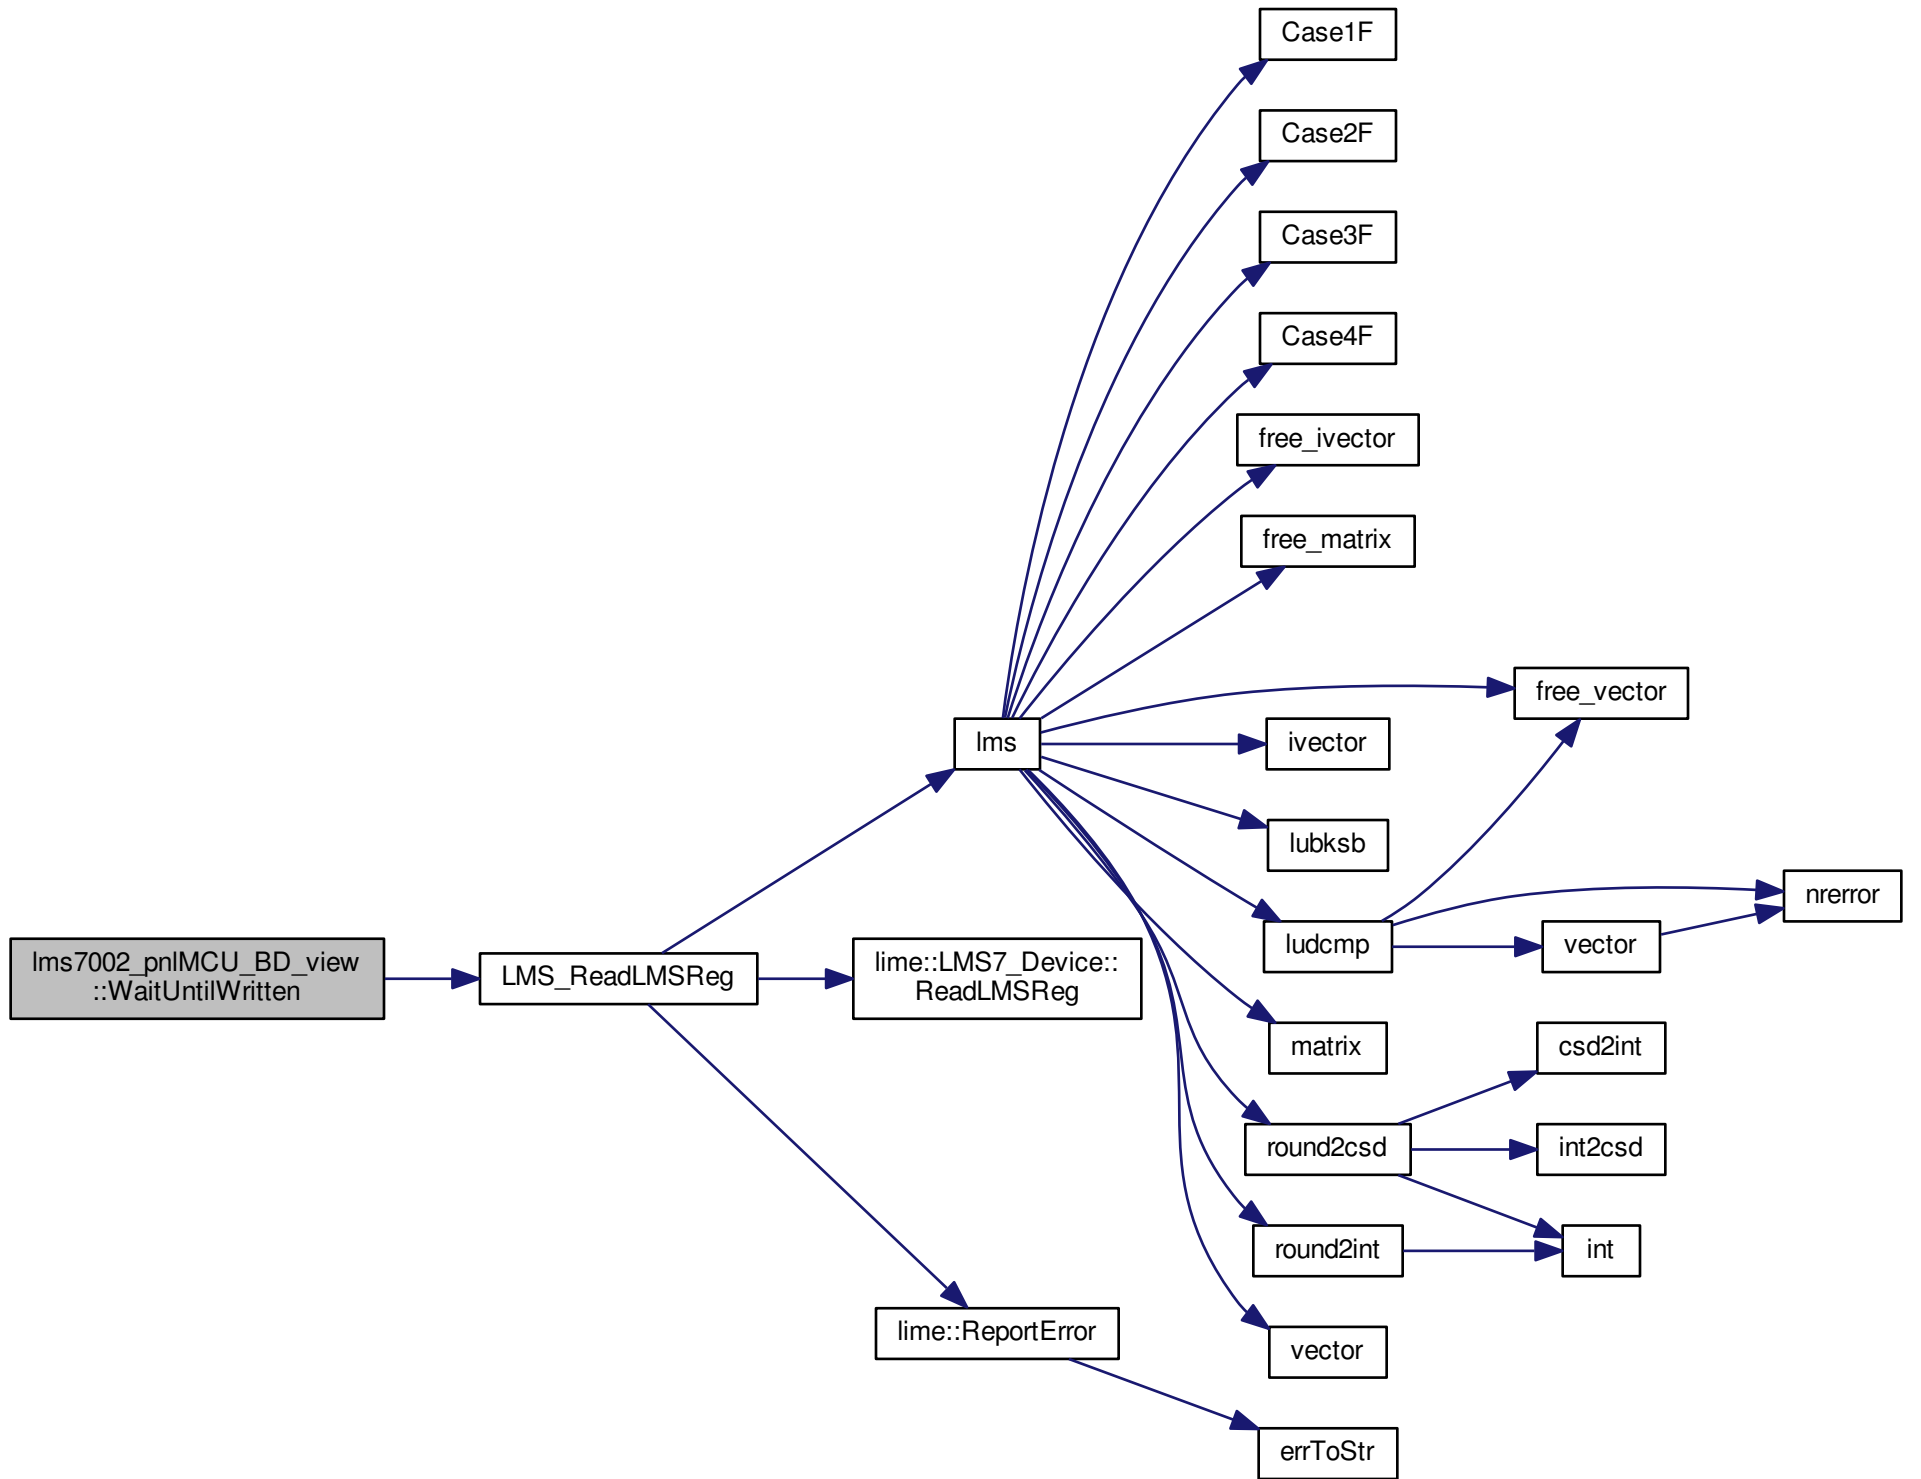 Case1F
Case2F
Case3F
Case4F
free_ivector
free_matrix
free_vector
lms
ivector
lubksb
nrerror
ludcmp
vector
lms7002_pnlMCU_BD_view
::WaitUntilWritten
LMS_ReadLMSReg
lime::LMS7_Device::
ReadLMSReg
matrix
csd2int
round2csd
int2csd
round2int
int
lime::ReportError
vector
errToStr